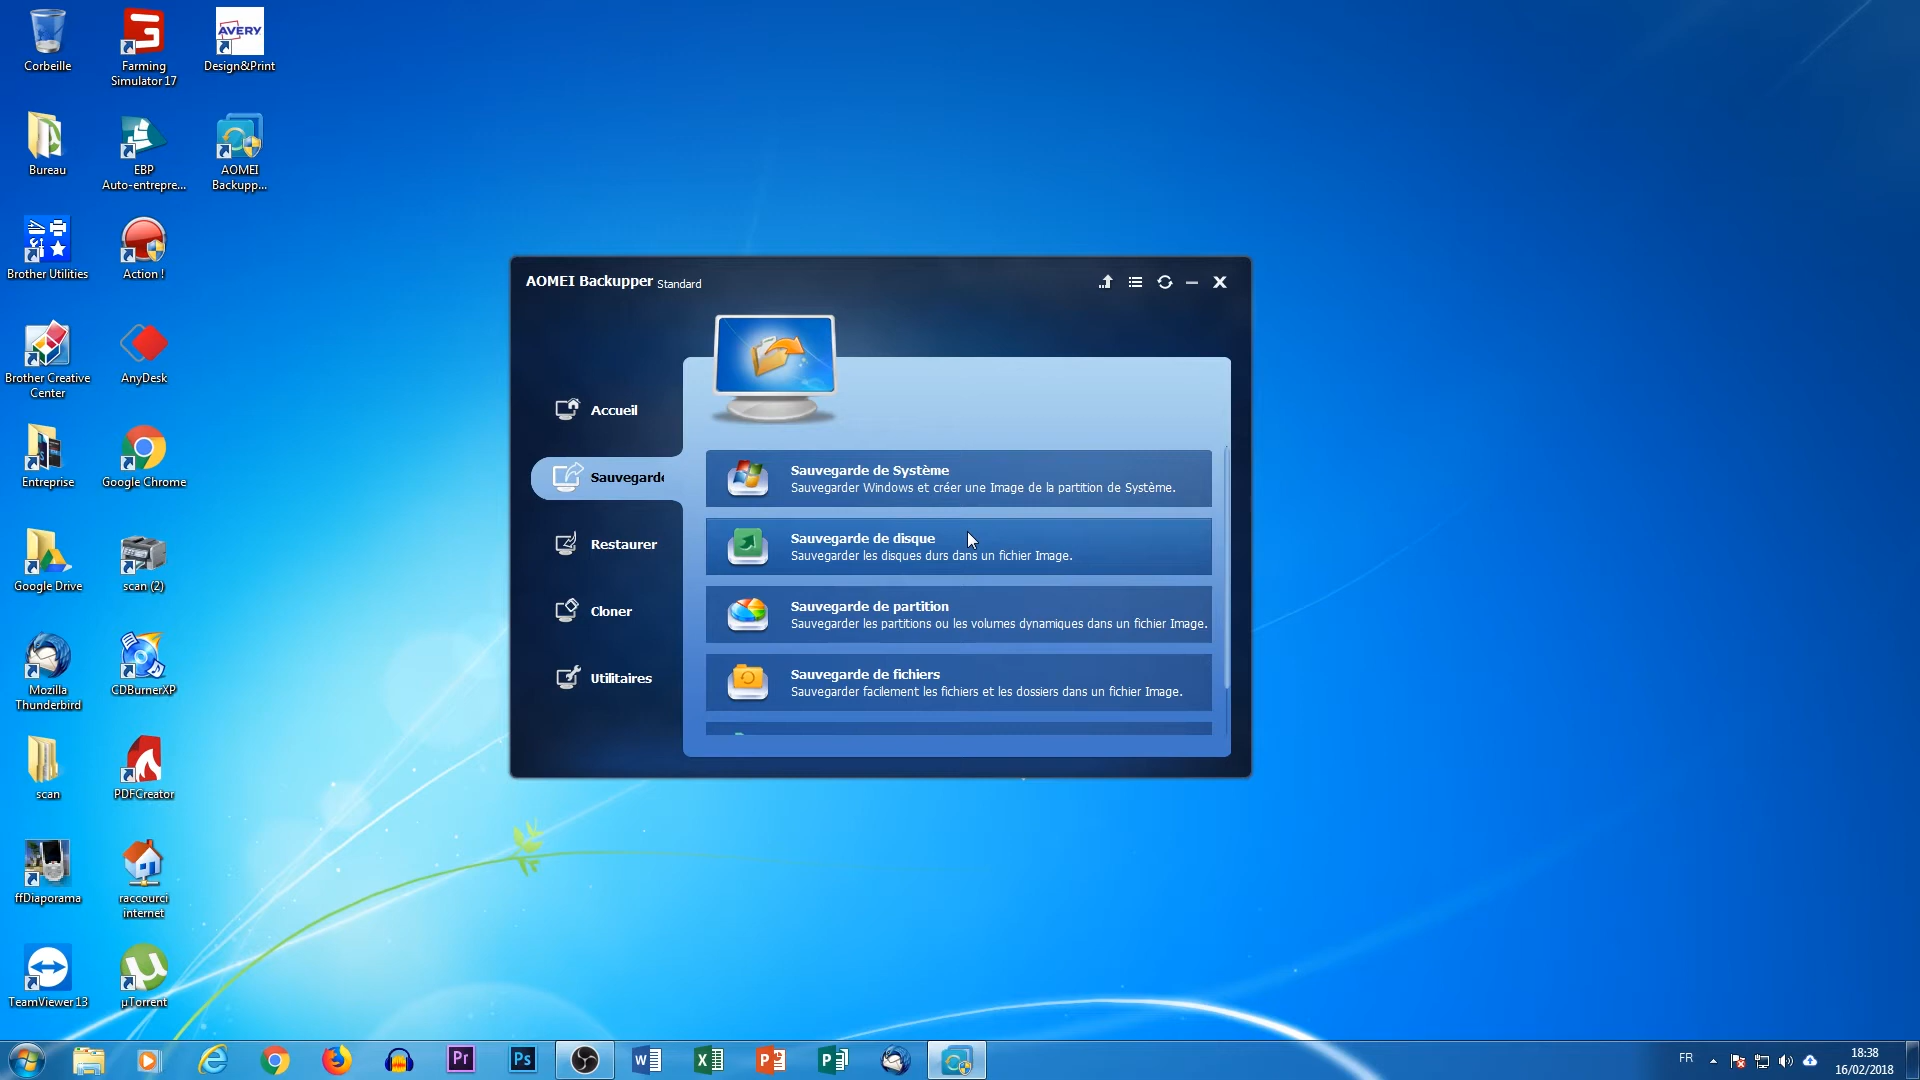 Corbeille
Farming
Simulator 17
AVERY
Design&Print
Bureau
EBP
Auto-entrepre...
AOMEI
Backupp...
Brother Utilities
Action !
Brother Creative
Center
AnyDesk
Entreprise
Google Chrome
Google Drive
scan (2)
Mozilla
Thunderbird
CDBurnerXP
scan
PDFCreator
ffDiaporama
raccourci
internet
TeamViewer 13
µTorrent
AOMEI Backupper Standard
Accueil
Sauvegarde
Restaurer
Cloner
Utilitaires
Sauvegarde de Système
Sauvegarder Windows et créer une Image de la partition de Système.
Sauvegarde de disque
Sauvegarder les disques durs dans un fichier Image.
Sauvegarde de partition
Sauvegarder les partitions ou les volumes dynamiques dans un fichier Image.
Sauvegarde de fichiers
Sauvegarder facilement les fichiers et les dossiers dans un fichier Image.
Pr
Ps
FR
18:38
16/02/2018